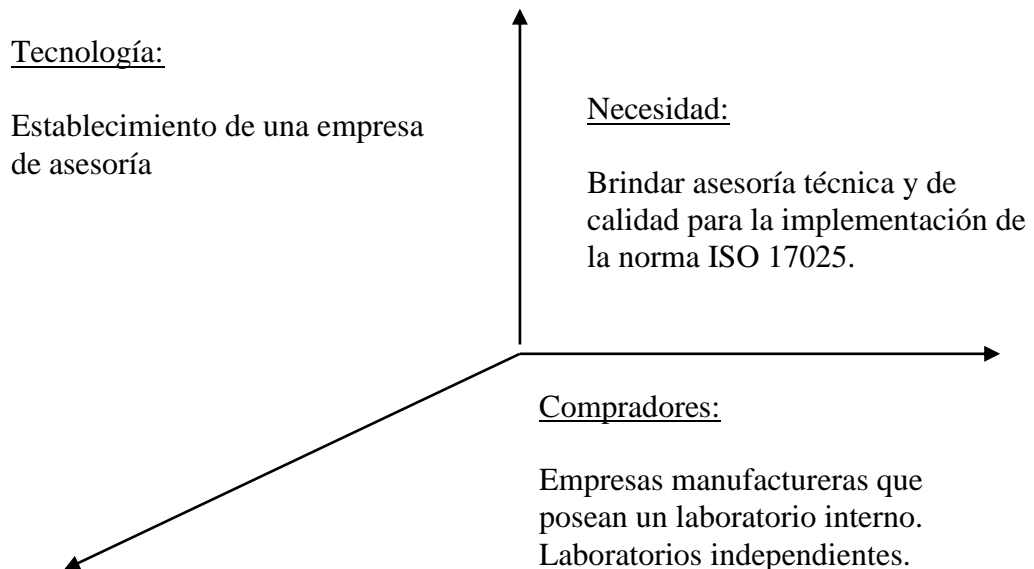 Tecnología:
Establecimiento de una empresa
de asesoría
Necesidad:
Brindar asesoría técnica y de
calidad para la implementación de
la norma ISO 17025.
Compradores:
Empresas manufactureras que
posean un laboratorio interno.
Laboratorios independientes.